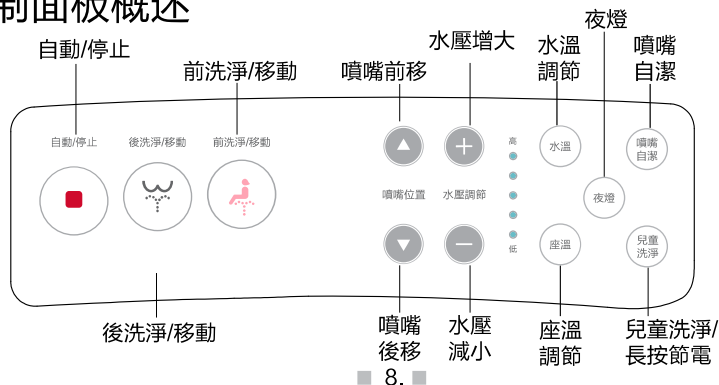 制面板概述
夜燈
水壓增大
水溫
調節
噴嘴
自潔
自動/停止
前洗淨/移動
噴嘴前移
自動/停止
後洗淨/移動
前洗淨/移動
高
水溫
噴嘴
自潔
噴嘴位置
水壓調節
夜燈
低
座溫
兒童
洗淨
後洗淨/移動
噴嘴
後移
水壓
減小
座溫
調節
兒童洗淨/
長按節電
8.